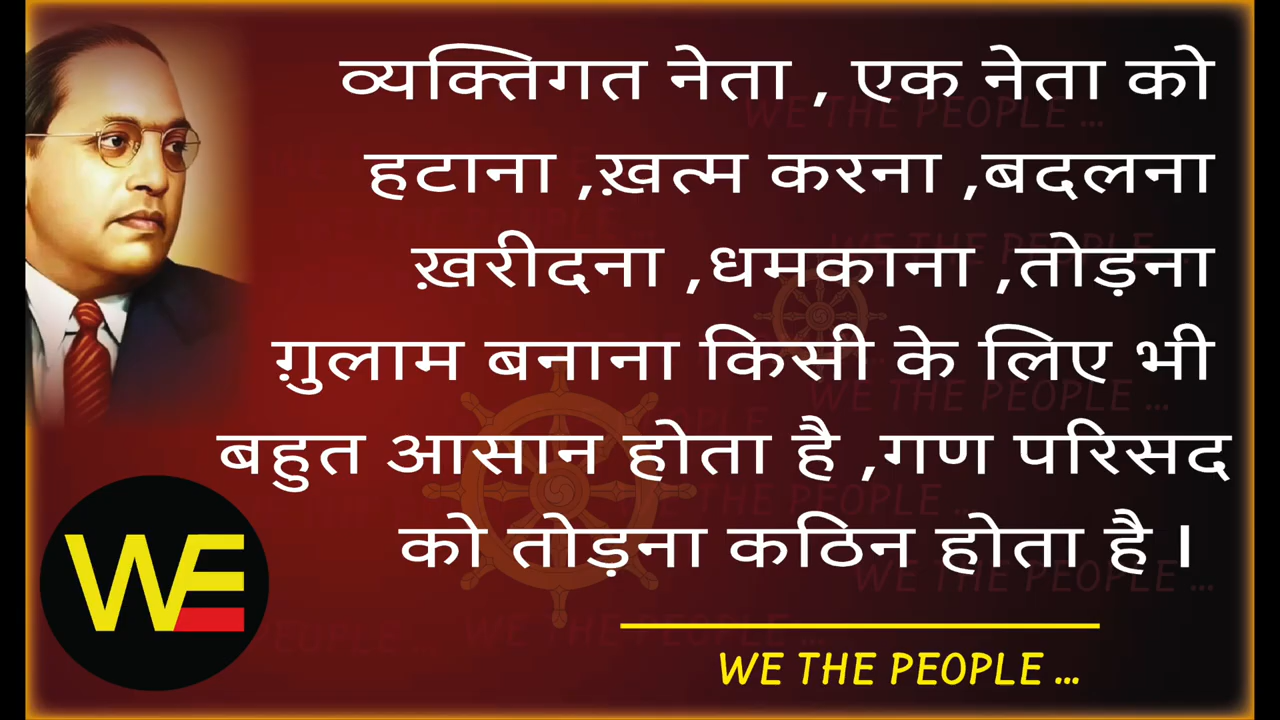 व्यक्तिगत नेता , एक नेता को
हटाना ,ख़त्म करना ,बदलना
ख़रीदना ,धमकाना ,तोड़ना
ग़ुलाम बनाना किसी के लिए भी
बहुत आसान होता है ,गण परिसद
को तोड़ना कठिन होता है।
WE
WE THE PEOPLE ...